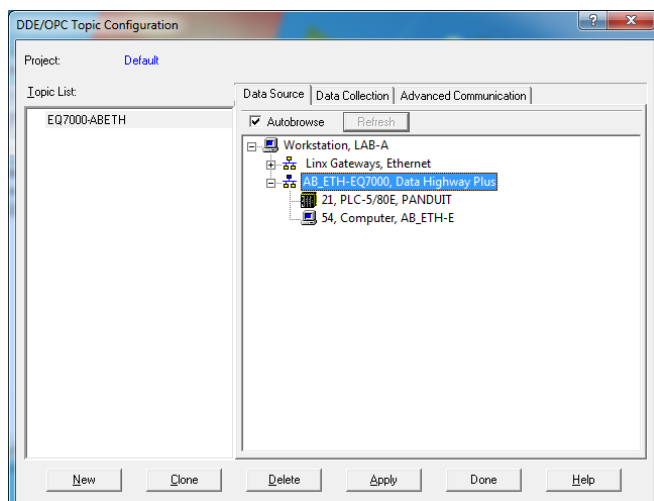 DDE/OPC Topic Configuration
Project: Default
Topic List:
EQ7000-ABETH
Data Source Data Collection Advanced Communication
Autobrowse Refresh
Workstation, LAB-A
Linx Gateways, Ethernet
AB_ETH-EQ7000, Data Highway Plus
21, PLC-5/80E, PANDUIT
54, Computer, AB_ETH-E
New Clone Delete Apply Done Help